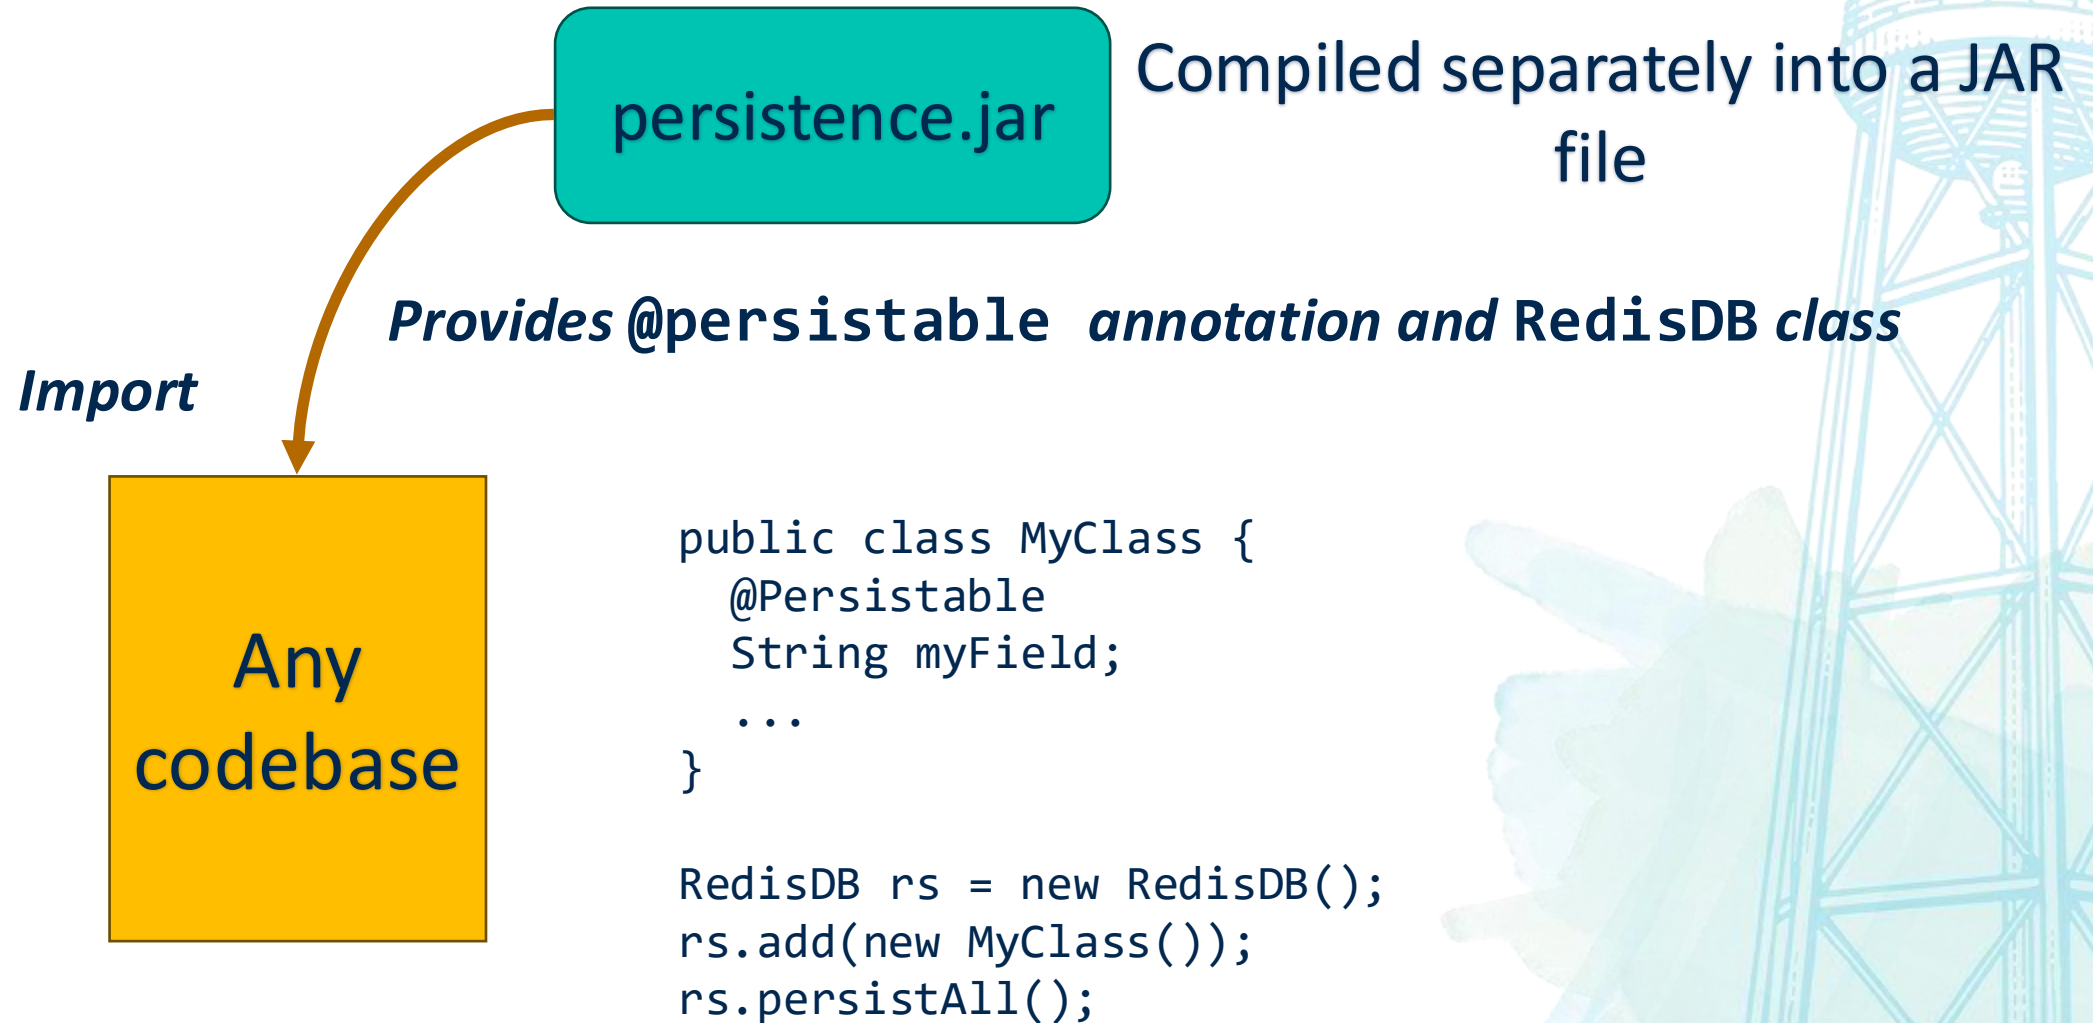 persistence.jar
Compiled separately into a JAR
file
Provides @persistable annotation and RedisDB class
Import
Any
codebase
public class MyClass {
  @Persistable
  String myField;
  ...
}
RedisDB rs = new RedisDB();
rs.add(new MyClass());
rs.persistAll();